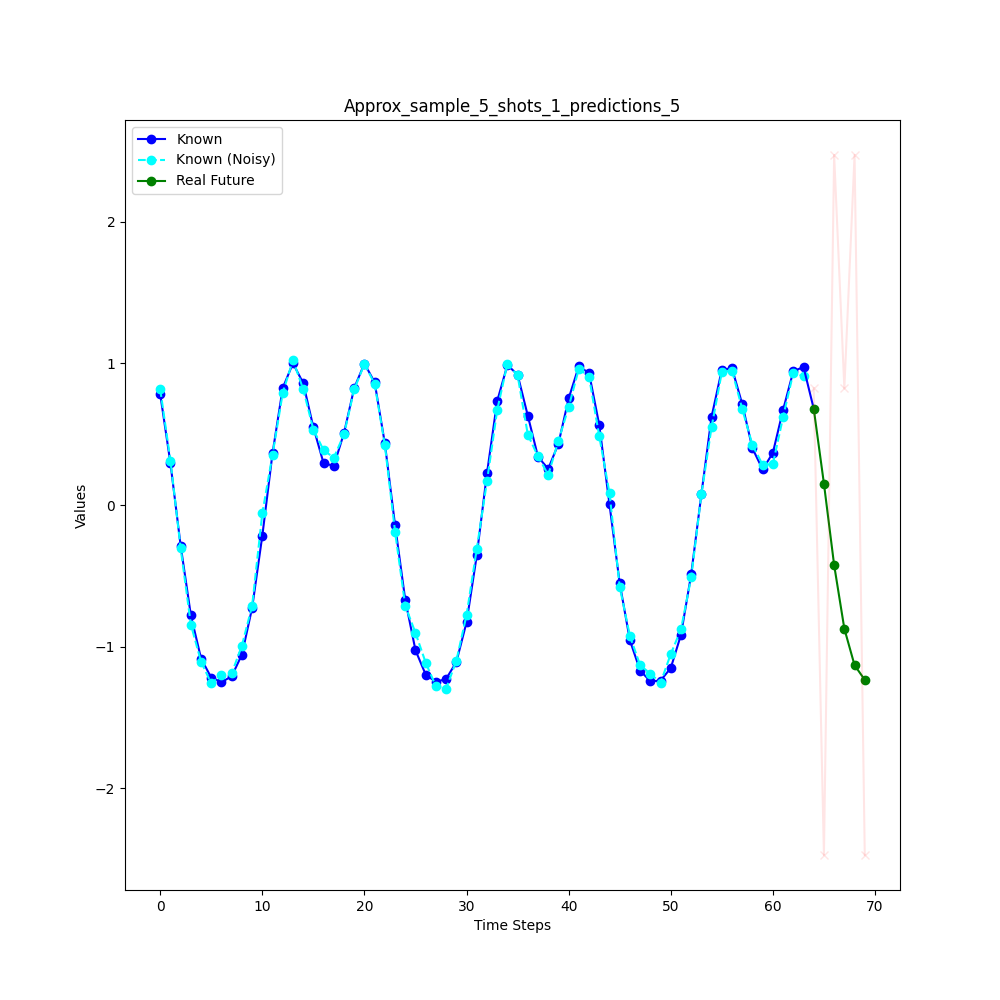 Approx_sample_5_shots_1_predictions_5
Known
Known (Noisy)
Real Future
2
1
0
−1
−2
Values
0 10 20 30 40 50 60 70
Time Steps